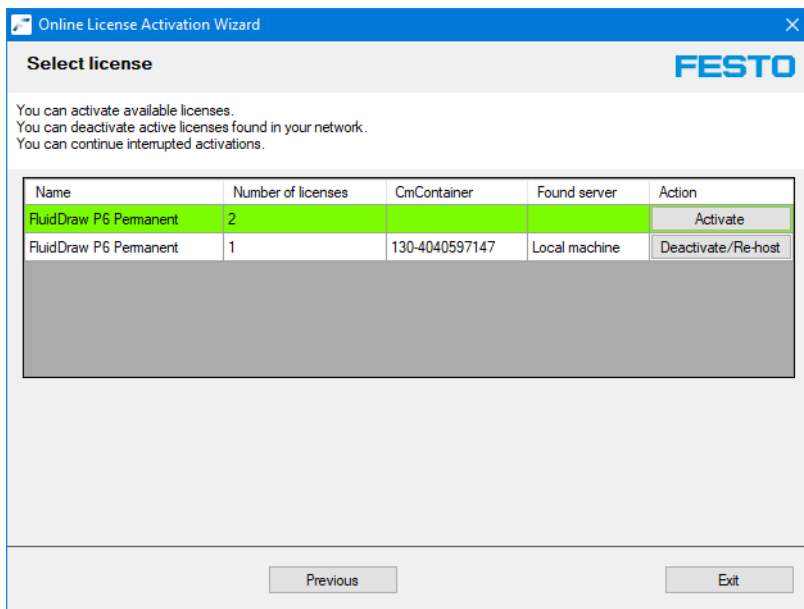 Online License Activation Wizard
Select license
FESTO
You can activate available licenses.
You can deactivate active licenses found in your network.
You can continue interrupted activations.
Name Number of licenses CmContainer Found server Action
FluidDraw P6 Permanent 2 Activate
FluidDraw P6 Permanent 1 130-4040597147 Local machine Deactivate/Re-host
Previous Exit